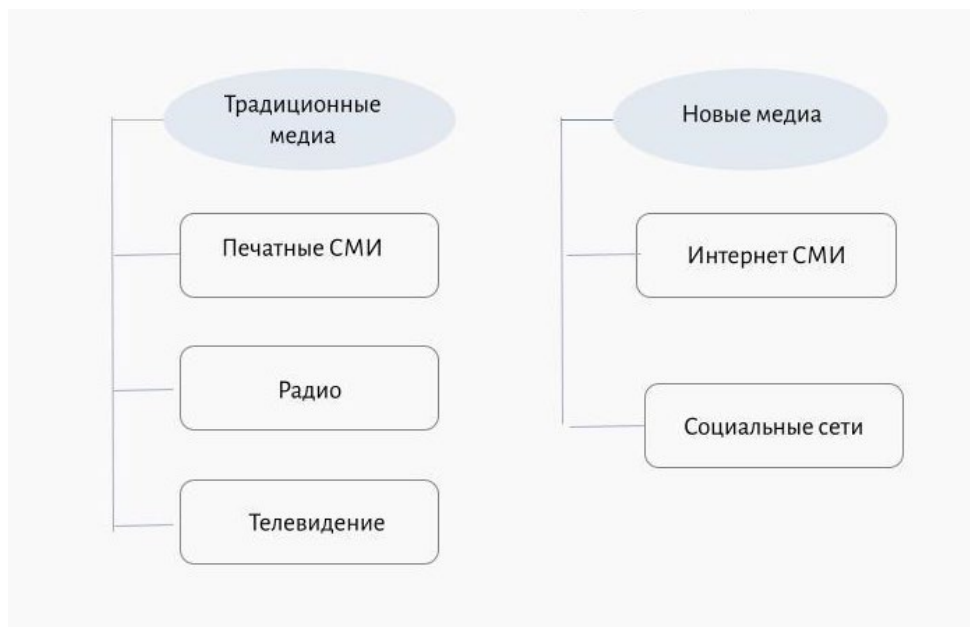 Традиционные
медиа
Печатные СМИ
Радио
Телевидение
Новые медиа
Интернет СМИ
Социальные сети